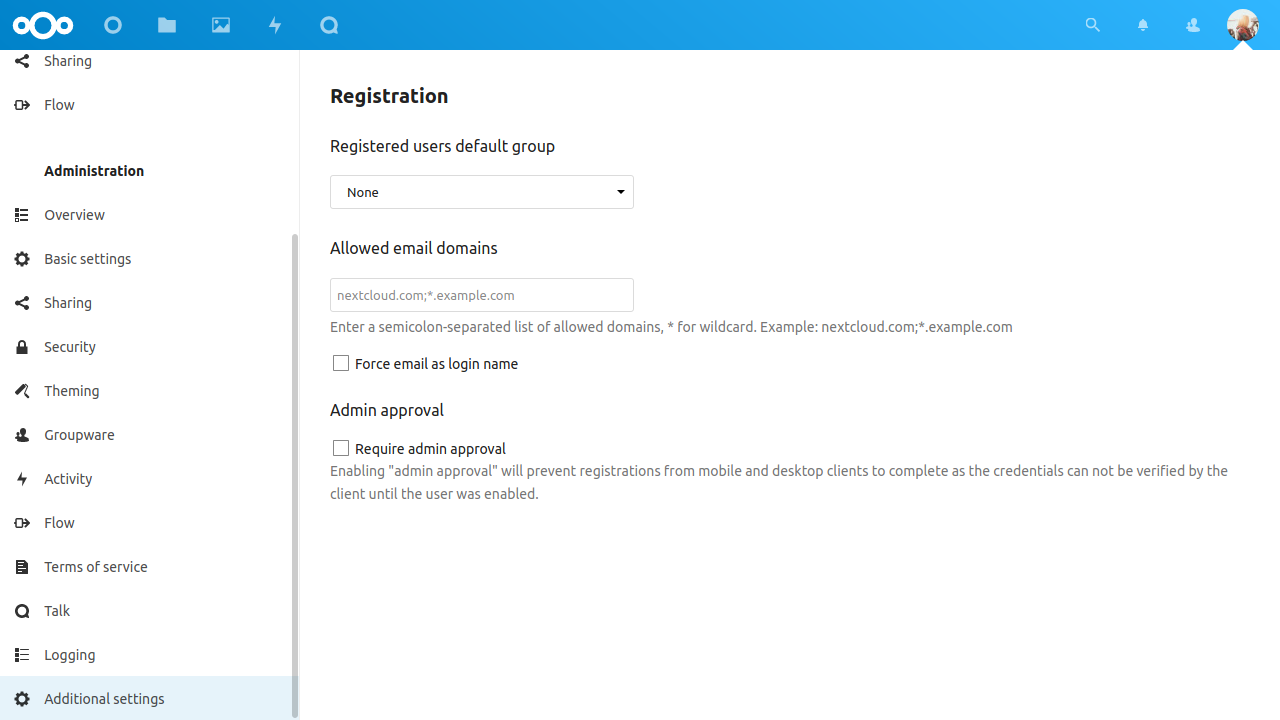 Sharing
Flow
Administration
Overview
Basic settings
Sharing
Security
Theming
Groupware
Activity
Flow
Terms of service
Talk
Logging
Additional settings
Registration
Registered users default group
None
Allowed email domains
nextcloud.com;*.example.com
Enter a semicolon-separated list of allowed domains, * for wildcard. Example: nextcloud.com;*.example.com
Force email as login name
Admin approval
Require admin approval
Enabling "admin approval" will prevent registrations from mobile and desktop clients to complete as the credentials can not be verified by the
client until the user was enabled.